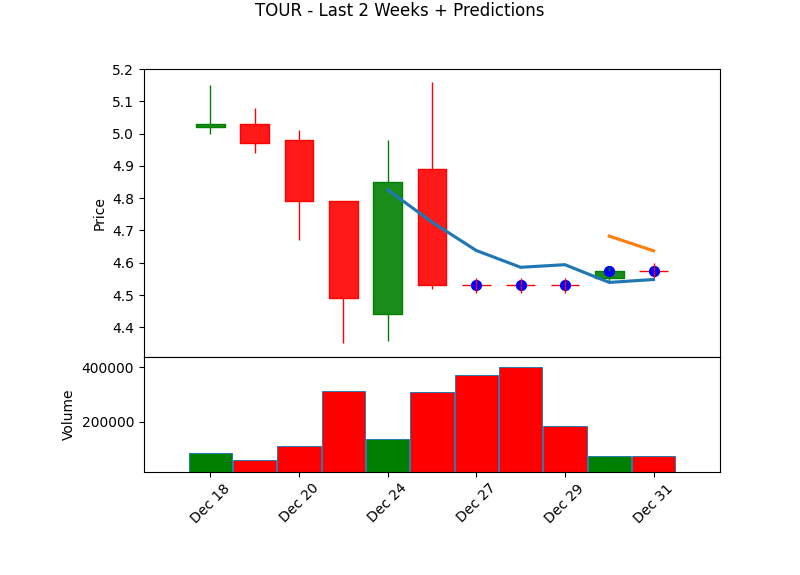 TOUR - Last 2 Weeks + Predictions
5.2
5.1
5.0
4.9
4.8
4.7
4.6
4.5
4.4
Price
400000
200000
Volume
Dec 18
Dec 20
Dec 24
Dec 27
Dec 29
Dec 31